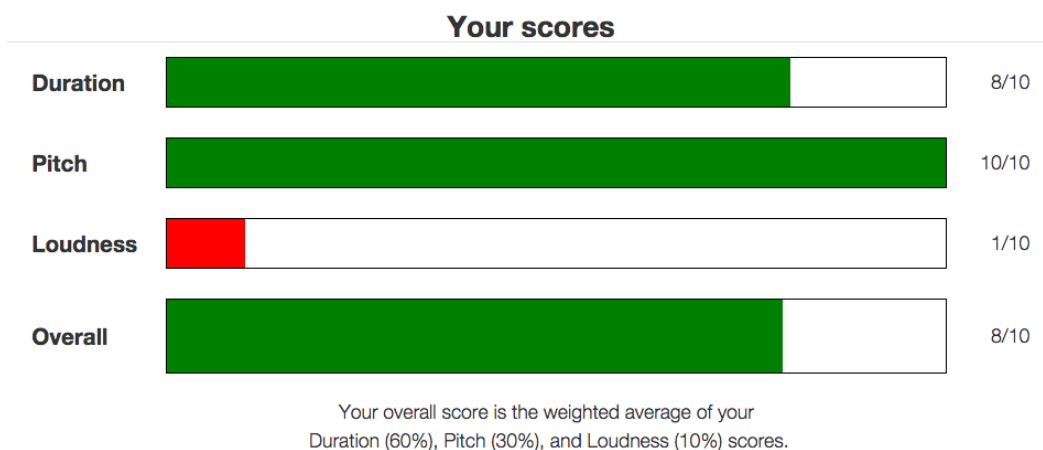 Your scores
Duration 8/10
Pitch 10/10
Loudness 1/10
Overall 8/10
Your overall score is the weighted average of your
Duration (60%), Pitch (30%), and Loudness (10%) scores.